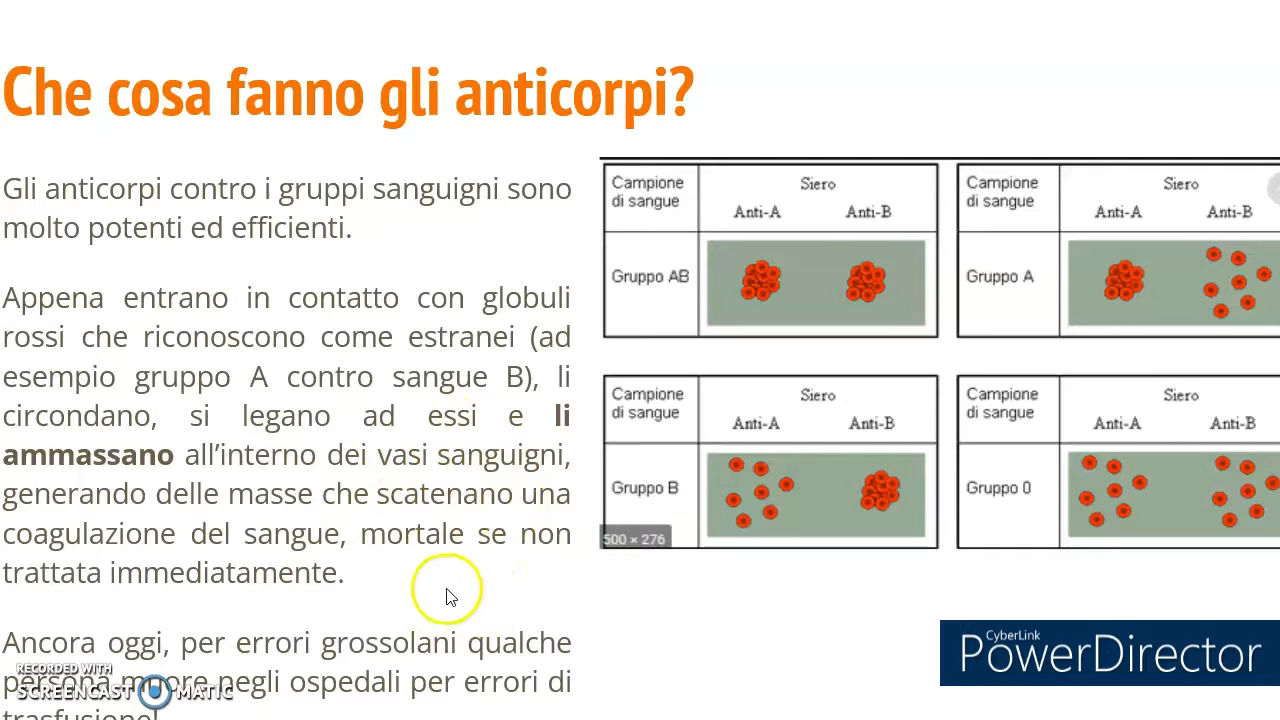 Che cosa fanno gli anticorpi?
Gli anticorpi contro i gruppi sanguigni sono
molto potenti ed efficienti.
Appena entrano in contatto con globuli
rossi che riconoscono come estranei (ad
esempio gruppo A contro sangue B), li
circondano, si legano ad essi e li
ammassano all’interno dei vasi sanguigni,
generando delle masse che scatenano una
coagulazione del sangue, mortale se non
trattata immediatamente.
Ancora oggi, per errori grossolani qualche
persona muore negli ospedali per errori di
trasfusione!
Campione
di sangue
Siero
Anti-A Anti-B
Gruppo AB
Campione
di sangue
Siero
Anti-A Anti-B
Gruppo A
Campione
di sangue
Siero
Anti-A Anti-B
Gruppo B
500 × 276
Campione
di sangue
Siero
Anti-A Anti-B
Gruppo 0
CyberLink
PowerDirector
RECORDED WITH
SCREENCAST MATIC